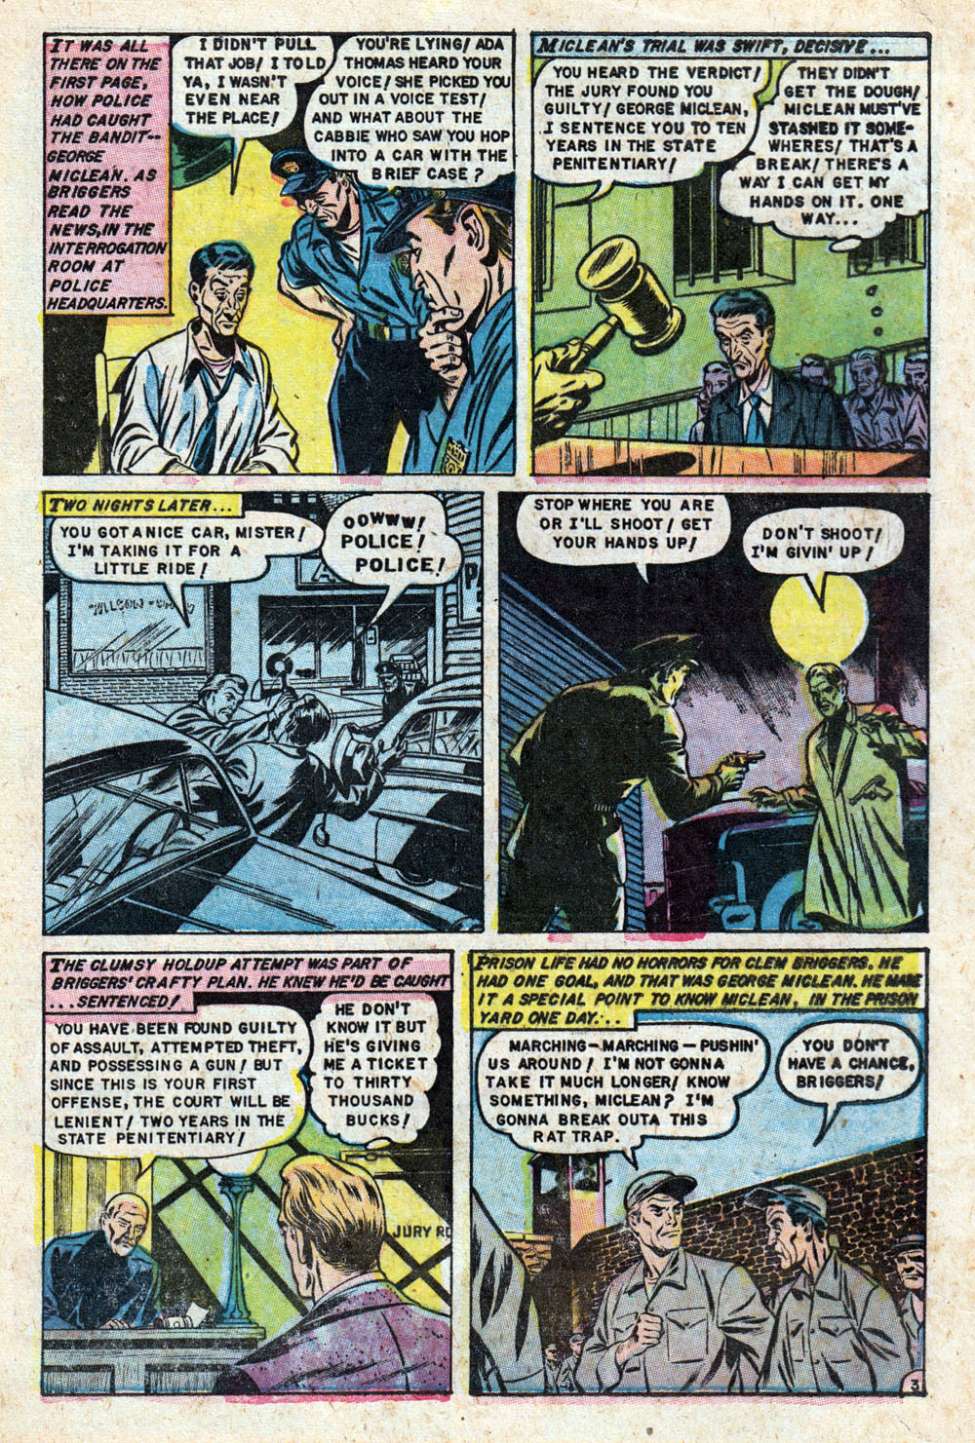 IT WAS ALL
THERE ON THE
FIRST PAGE,
HOW POLICE
HAD CAUGHT
THE BANDIT--
GEORGE
MICLEAN. AS
BRIGGERS
READ THE
NEWS, IN THE
INTERROGATION
ROOM AT
POLICE
HEADQUARTERS.
I DIDN'T PULL
THAT JOB! I TOLD
YA, I WASN'T
EVEN NEAR
THE PLACE!
YOU'RE LYING! ADA
THOMAS HEARD YOUR
VOICE! SHE PICKED YOU
OUT IN A VOICE TEST!
AND WHAT ABOUT THE
CABBIE WHO SAW YOU HOP
INTO A CAR WITH THE
BRIEF CASE?
MICLEAN'S TRIAL WAS SWIFT, DECISIVE...
YOU HEARD THE VERDICT!
THE JURY FOUND YOU
GUILTY! GEORGE MICLEAN,
I SENTENCE YOU TO TEN
YEARS IN THE STATE
PENITENTIARY!
THEY DIDN'T
GET THE DOUGH!
MICLEAN MUST'VE
STASHED IT SOME-
WHERES! THAT'S A
BREAK! THERE'S A
WAY I CAN GET MY
HANDS ON IT. ONE
WAY...
TWO NIGHTS LATER...
YOU GOT A NICE CAR, MISTER!
I'M TAKING IT FOR A
LITTLE RIDE!
OOWWW!
POLICE!
POLICE!
STOP WHERE YOU ARE
OR I'LL SHOOT! GET
YOUR HANDS UP!
DON'T SHOOT!
I'M GIVIN' UP!
THE CLUMSY HOLDUP ATTEMPT WAS PART OF
BRIGGERS' CRAFTY PLAN. HE KNEW HE'D BE CAUGHT
...SENTENCED!
YOU HAVE BEEN FOUND GUILTY
OF ASSAULT, ATTEMPTED THEFT,
AND POSSESSING A GUN! BUT
SINCE THIS IS YOUR FIRST
OFFENSE, THE COURT WILL BE
LENIENT! TWO YEARS IN THE
STATE PENITENTIARY!
HE DON'T
KNOW IT BUT
HE'S GIVING
ME A TICKET
TO THIRTY
THOUSAND
BUCKS!
JURY RO
PRISON LIFE HAD NO HORRORS FOR CLEM BRIGGERS. HE
HAD ONE GOAL, AND THAT WAS GEORGE MICLEAN. HE MADE
IT A SPECIAL POINT TO KNOW MICLEAN, IN THE PRISON
YARD ONE DAY...
MARCHING--MARCHING--PUSHIN'
US AROUND! I'M NOT GONNA
TAKE IT MUCH LONGER! KNOW
SOMETHING, MICLEAN? I'M
GONNA BREAK OUTA THIS
RAT TRAP.
YOU DON'T
HAVE A CHANCE,
BRIGGERS!
3